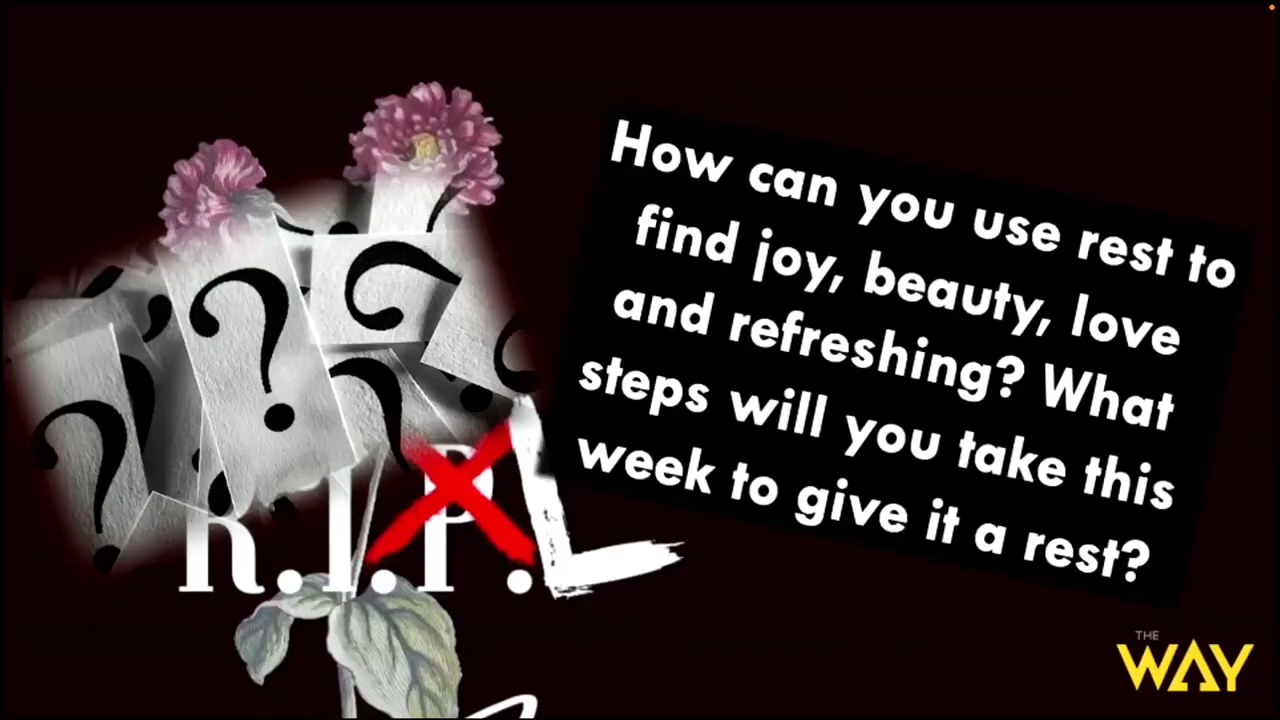 How can you use rest to
find joy, beauty, love
and refreshing? What
steps will you take this
week to give it a rest?
? ? ? ? ? ?
R.I.P.L
THE
WAY